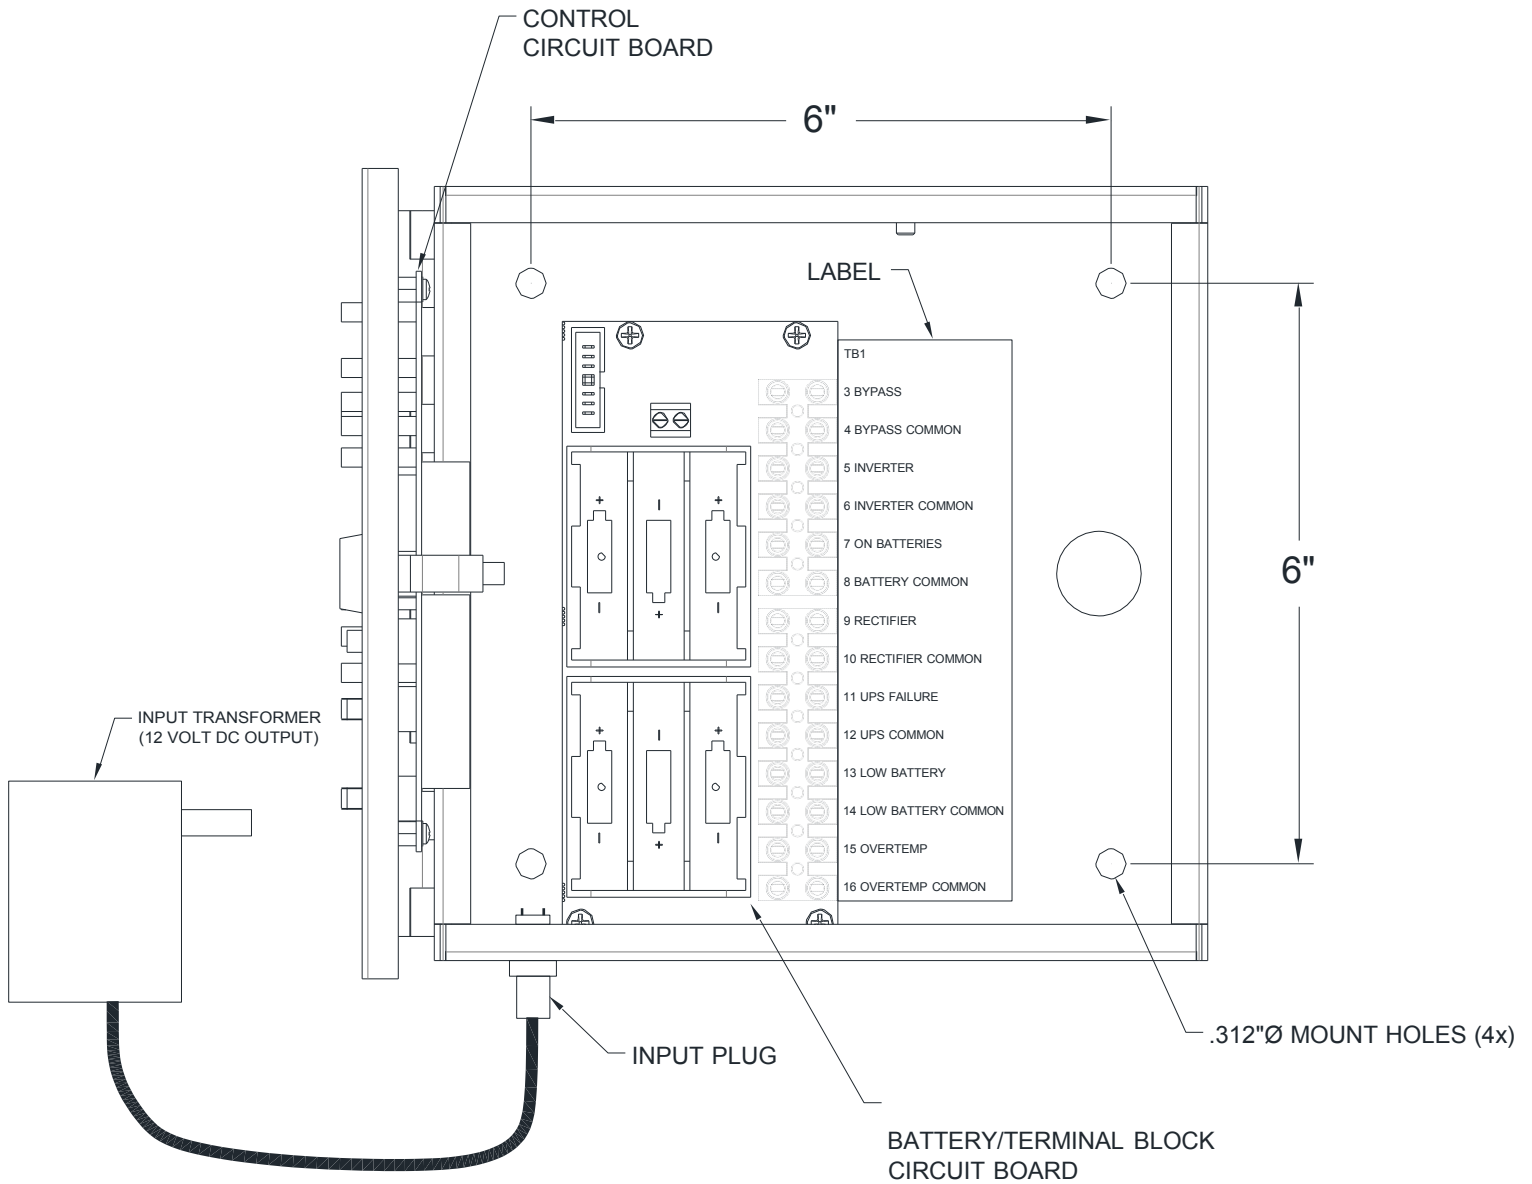 CONTROL
CIRCUIT BOARD
6"
LABEL
TB1
3 BYPASS
4 BYPASS COMMON
5 INVERTER
6 INVERTER COMMON
7 ON BATTERIES
8 BATTERY COMMON
9 RECTIFIER
10 RECTIFIER COMMON
11 UPS FAILURE
12 UPS COMMON
13 LOW BATTERY
14 LOW BATTERY COMMON
15 OVERTEMP
16 OVERTEMP COMMON
6"
+ – +
– + –
+ – +
– + –
INPUT TRANSFORMER
(12 VOLT DC OUTPUT)
INPUT PLUG
.312"Ø MOUNT HOLES (4x)
BATTERY/TERMINAL BLOCK
CIRCUIT BOARD